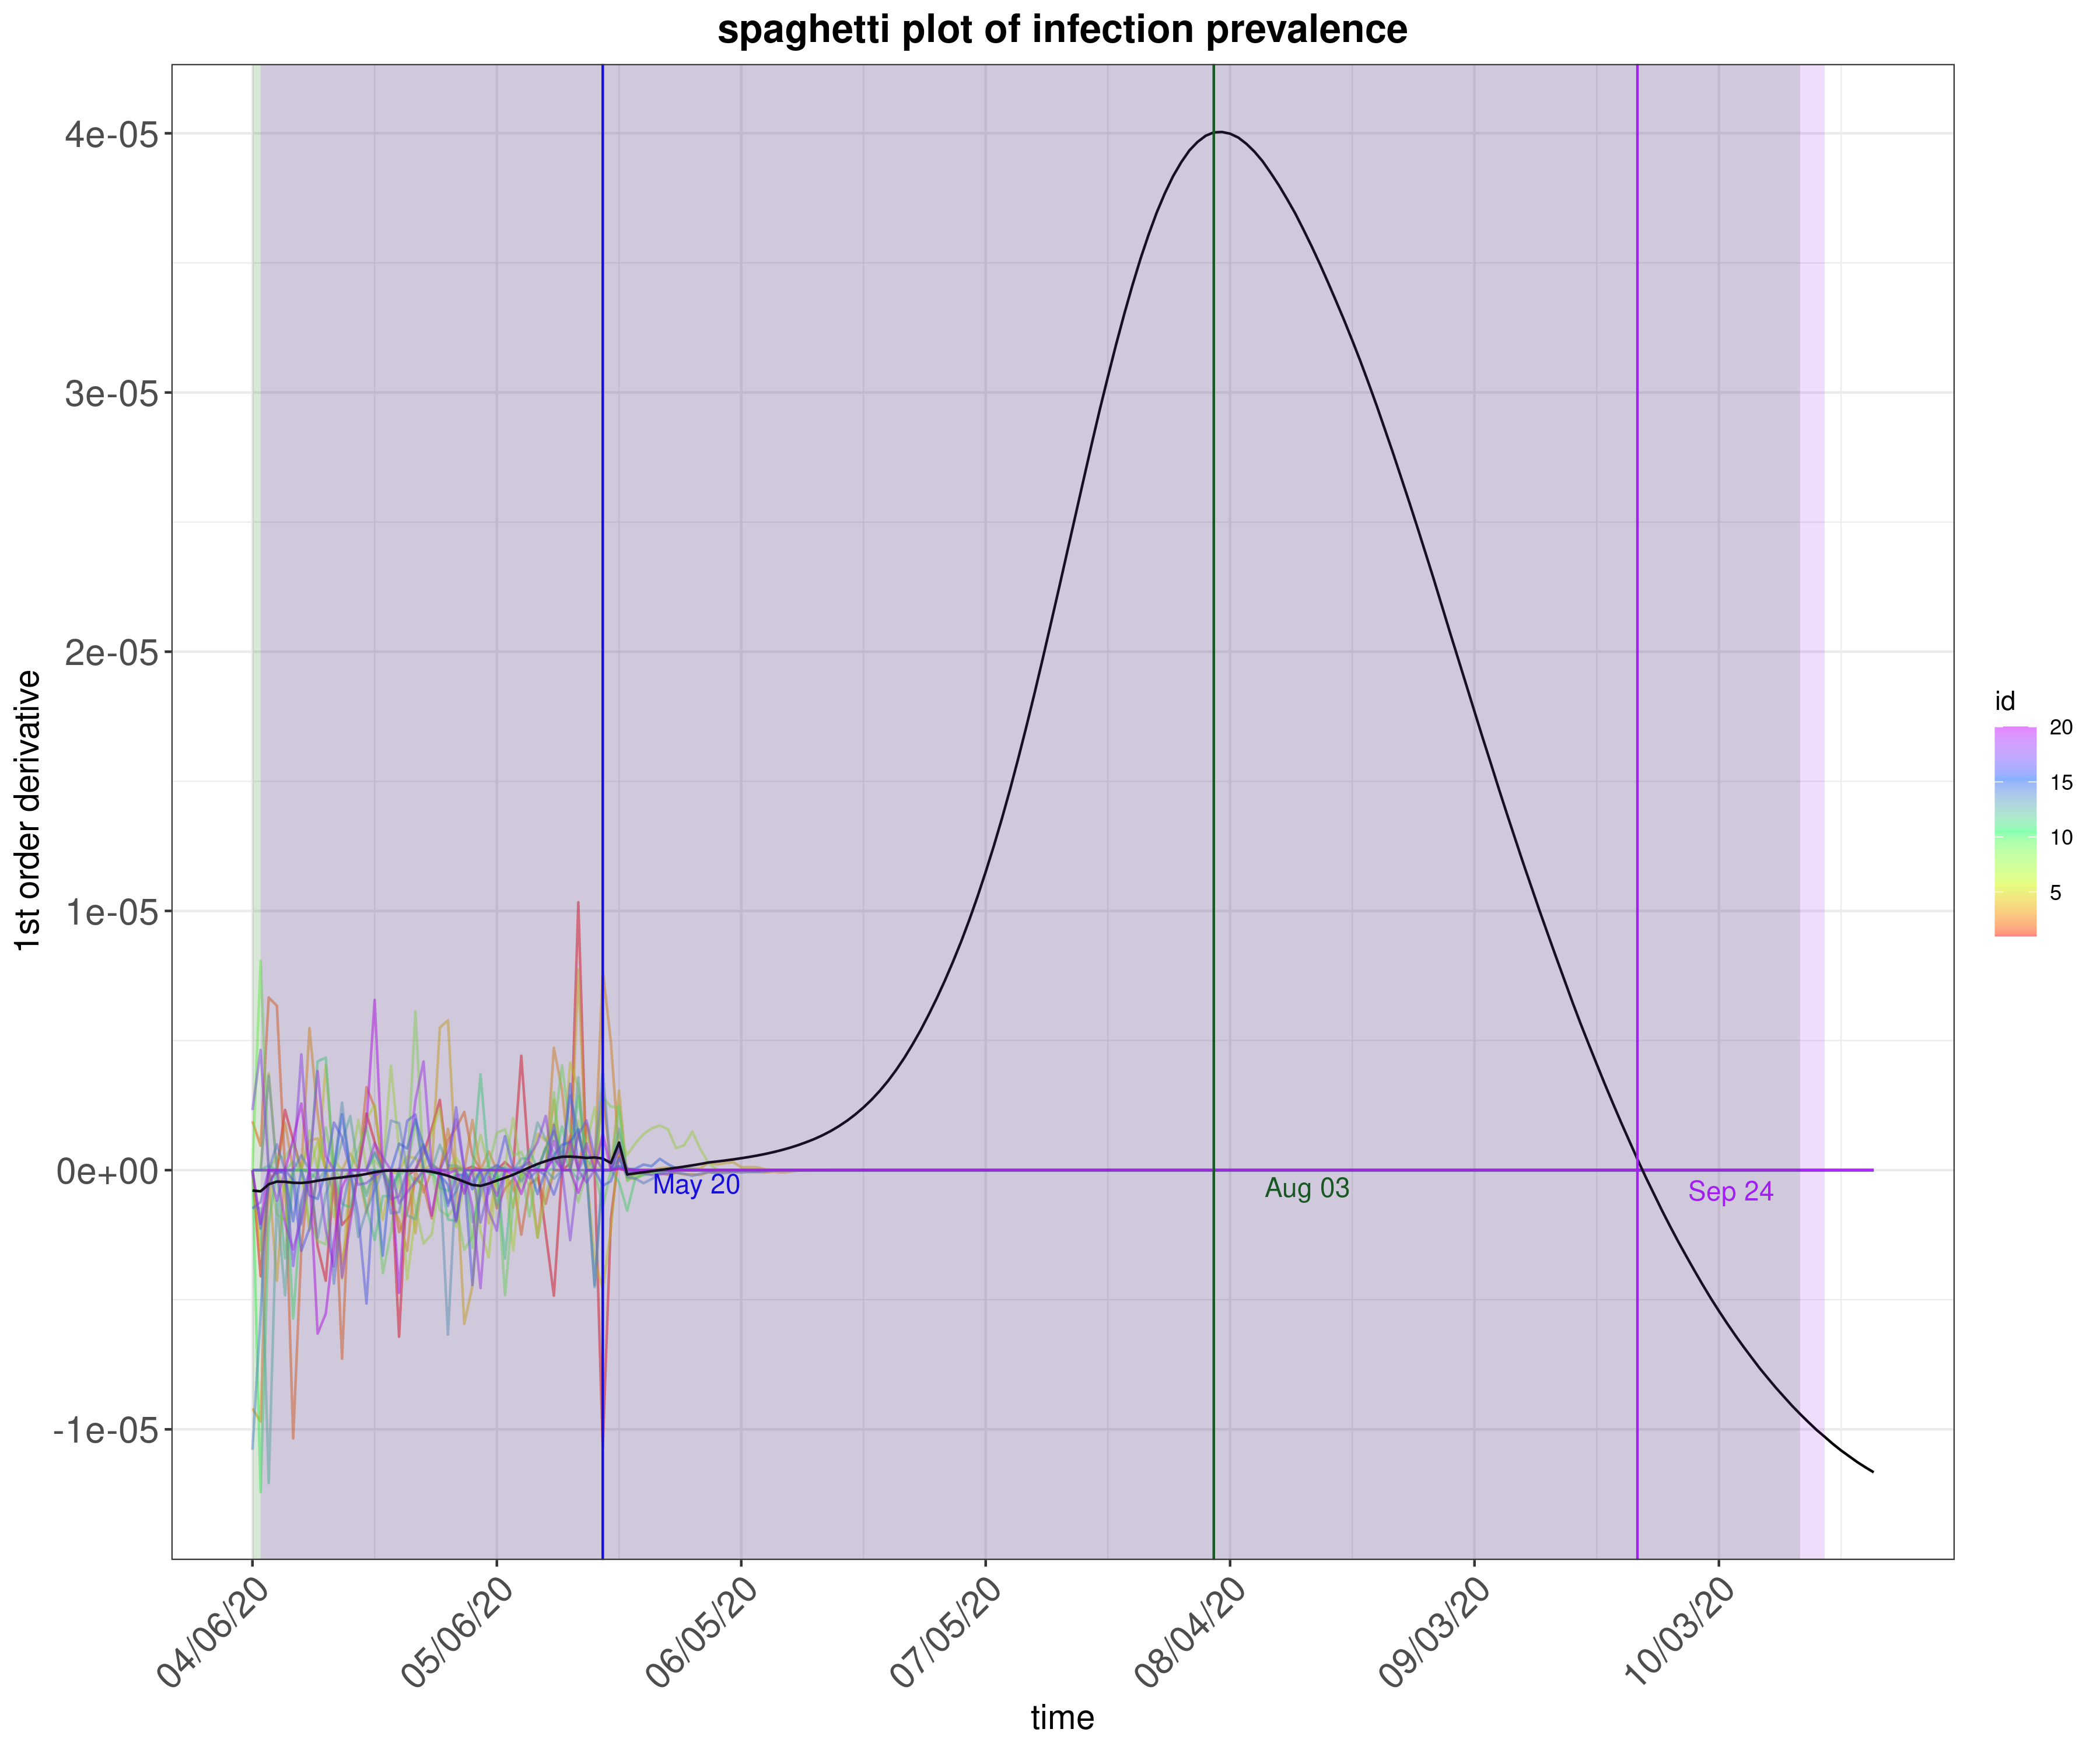 spaghetti plot of infection prevalence
1st order derivative
4e-05
3e-05
2e-05
1e-05
0e+00
-1e-05
May 20
Aug 03
Sep 24
04/06/20
05/06/20
06/05/20
07/05/20
08/04/20
09/03/20
10/03/20
time
id
20
15
10
5